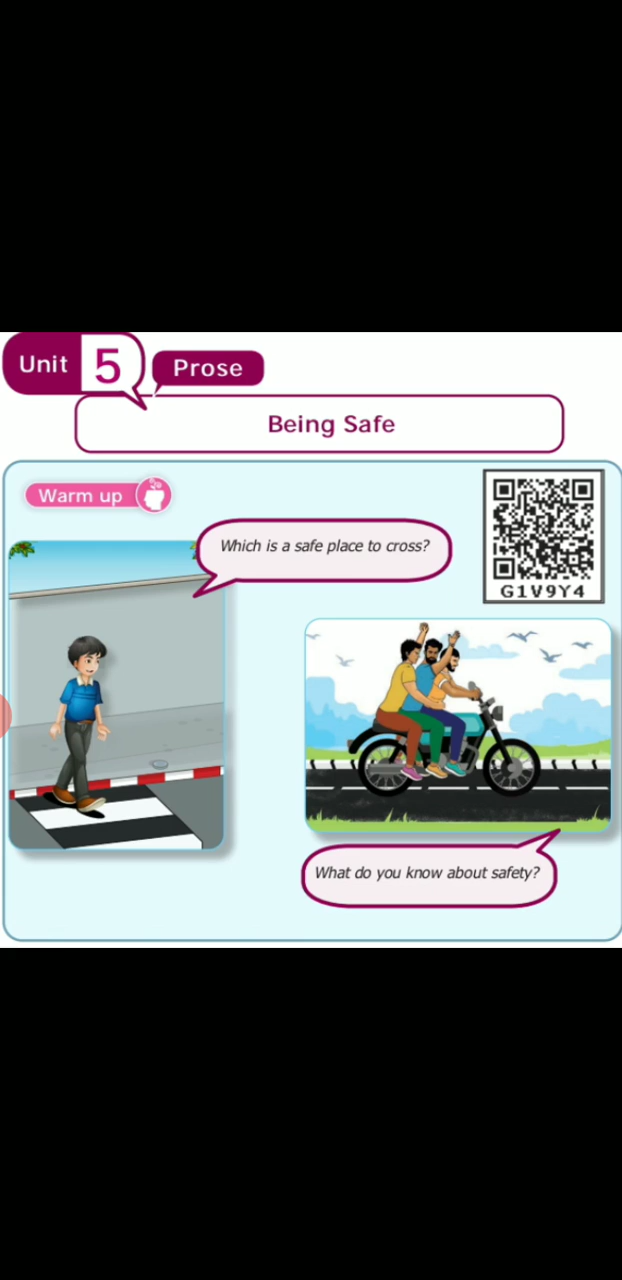 Unit 5
Prose
Being Safe
Warm up
Which is a safe place to cross?
G1V9Y4
What do you know about safety?